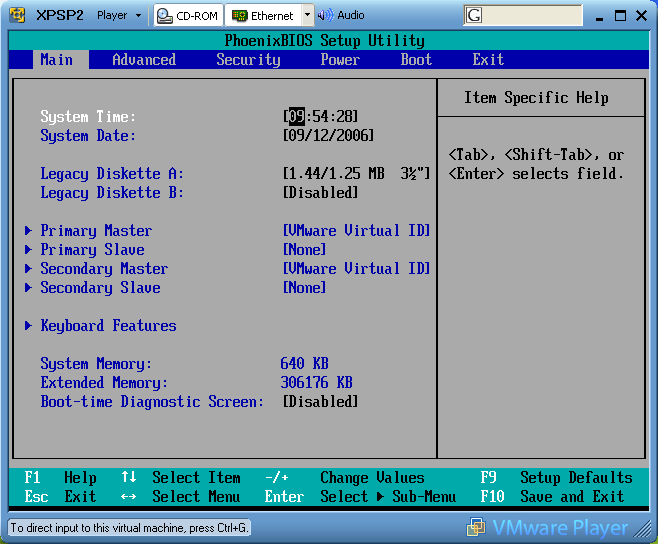 XPSP2 Player CD-ROM Ethernet Audio G
PhoenixBIOS Setup Utility
Main Advanced Security Power Boot Exit
Item Specific Help
System Time: [09:54:28]
System Date: [09/12/2006]
<Tab>, <Shift-Tab>, or
<Enter> selects field.
Legacy Diskette A: [1.44/1.25 MB 3½"]
Legacy Diskette B: [Disabled]
Primary Master [VMware Virtual ID]
Primary Slave [None]
Secondary Master [VMware Virtual ID]
Secondary Slave [None]
Keyboard Features
System Memory: 640 KB
Extended Memory: 306176 KB
Boot-time Diagnostic Screen: [Disabled]
F1 Help ↑↓ Select Item -/+ Change Values F9 Setup Defaults
Esc Exit ↔ Select Menu Enter Select ▶ Sub-Menu F10 Save and Exit
To direct input to this virtual machine, press Ctrl+G.
VMware Player